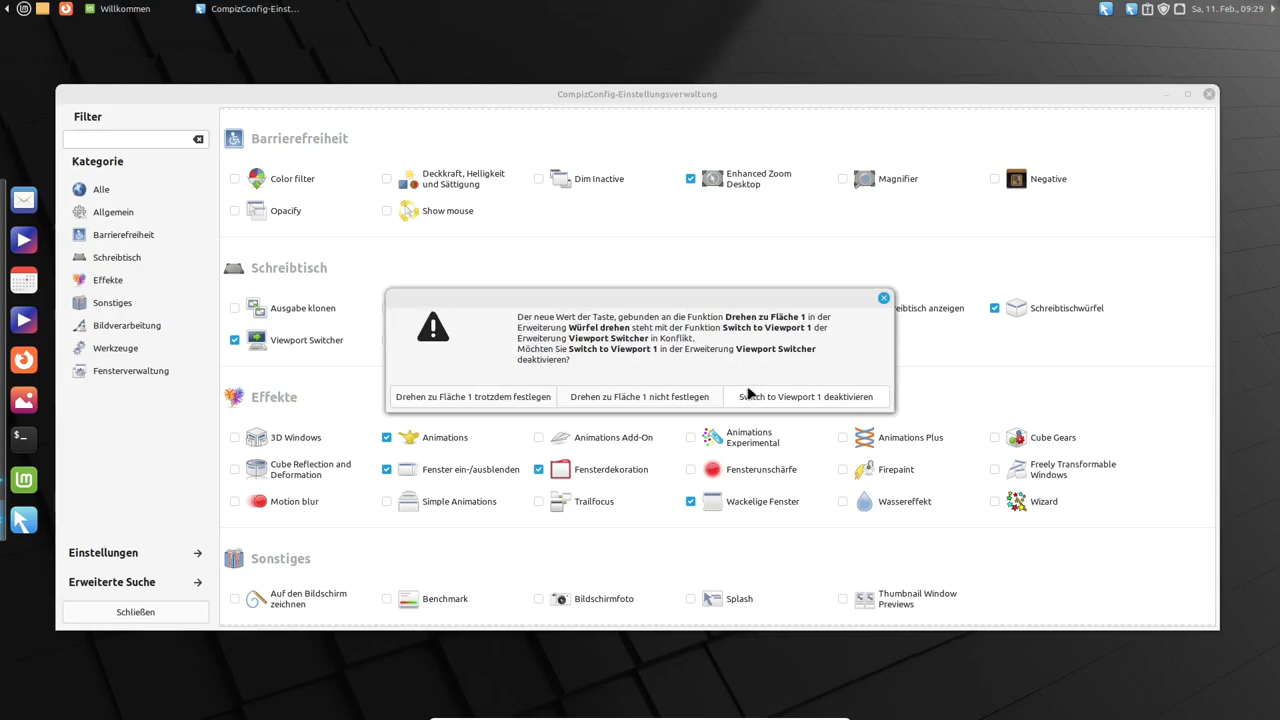 Willkommen
CompizConfig-Einst...
Sa, 11. Feb., 09:29
CompizConfig-Einstellungsverwaltung
Filter
Kategorie
Alle
Allgemein
Barrierefreiheit
Schreibtisch
Effekte
Sonstiges
Bildverarbeitung
Werkzeuge
Fensterverwaltung
Einstellungen
Erweiterte Suche
Schließen
Barrierefreiheit
Color filter
Deckkraft, Helligkeit
und Sättigung
Dim Inactive
Enhanced Zoom
Desktop
Magnifier
Negative
Opacify
Show mouse
Schreibtisch
Ausgabe klonen
anzeigen
Schreibtischwürfel
Viewport Switcher
Der neue Wert der Taste, gebunden an die Funktion Drehen zu Fläche 1 in der
Erweiterung Würfel drehen steht mit der Funktion Switch to Viewport 1 der
Erweiterung Viewport Switcher in Konflikt.
Möchten Sie Switch to Viewport 1 in der Erweiterung Viewport Switcher
deaktivieren?
Drehen zu Fläche 1 trotzdem festlegen
Drehen zu Fläche 1 nicht festlegen
Switch to Viewport 1 deaktivieren
Effekte
3D Windows
Animations
Animations Add-On
Animations
Experimental
Animations Plus
Cube Gears
Cube Reflection and
Deformation
Fenster ein-/ausblenden
Fensterdekoration
Fensterunschärfe
Firepaint
Freely Transformable
Windows
Motion blur
Simple Animations
Trailfocus
Wackelige Fenster
Wassereffekt
Wizard
Sonstiges
Auf den Bildschirm
zeichnen
Benchmark
Bildschirmfoto
Splash
Thumbnail Window
Previews